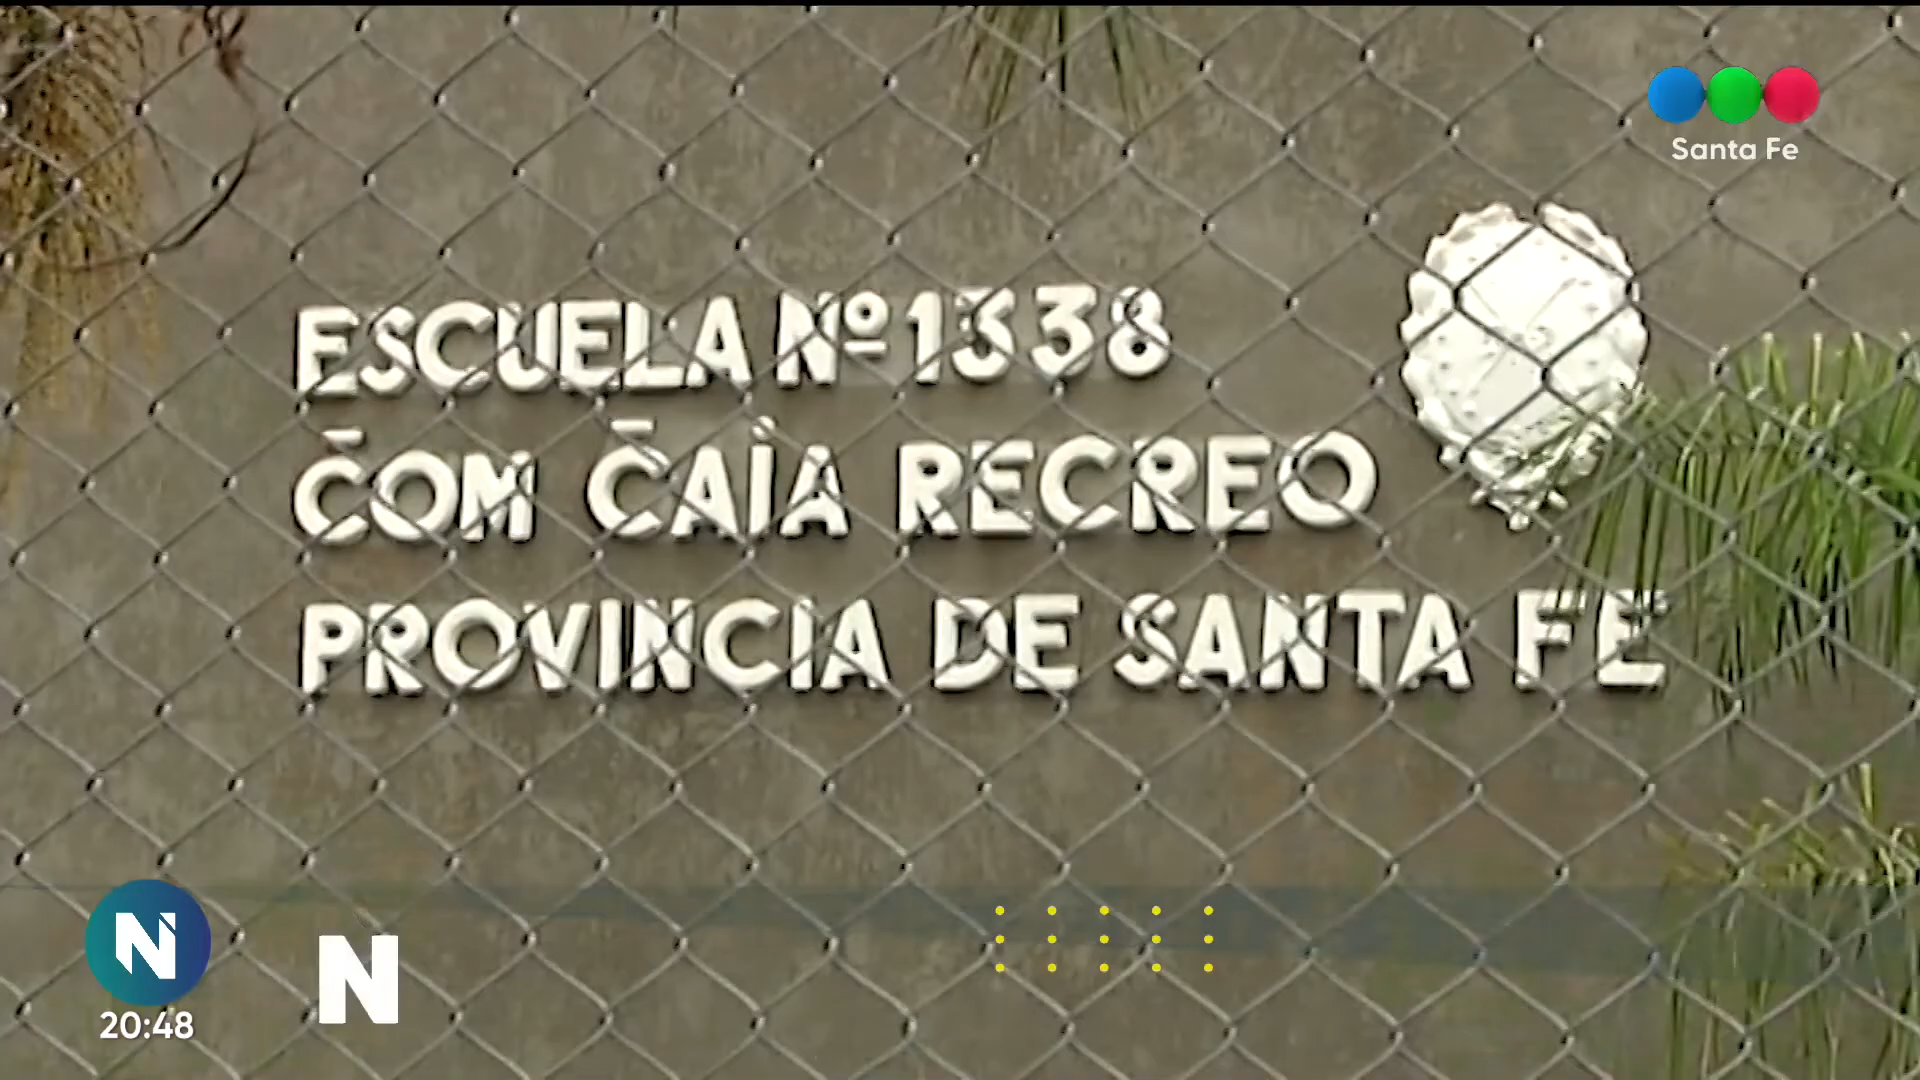 Santa Fe
ESCUELA Nº 1338
COM CAIA RECREO
PROVINCIA DE SANTA FE
N
20:48
N